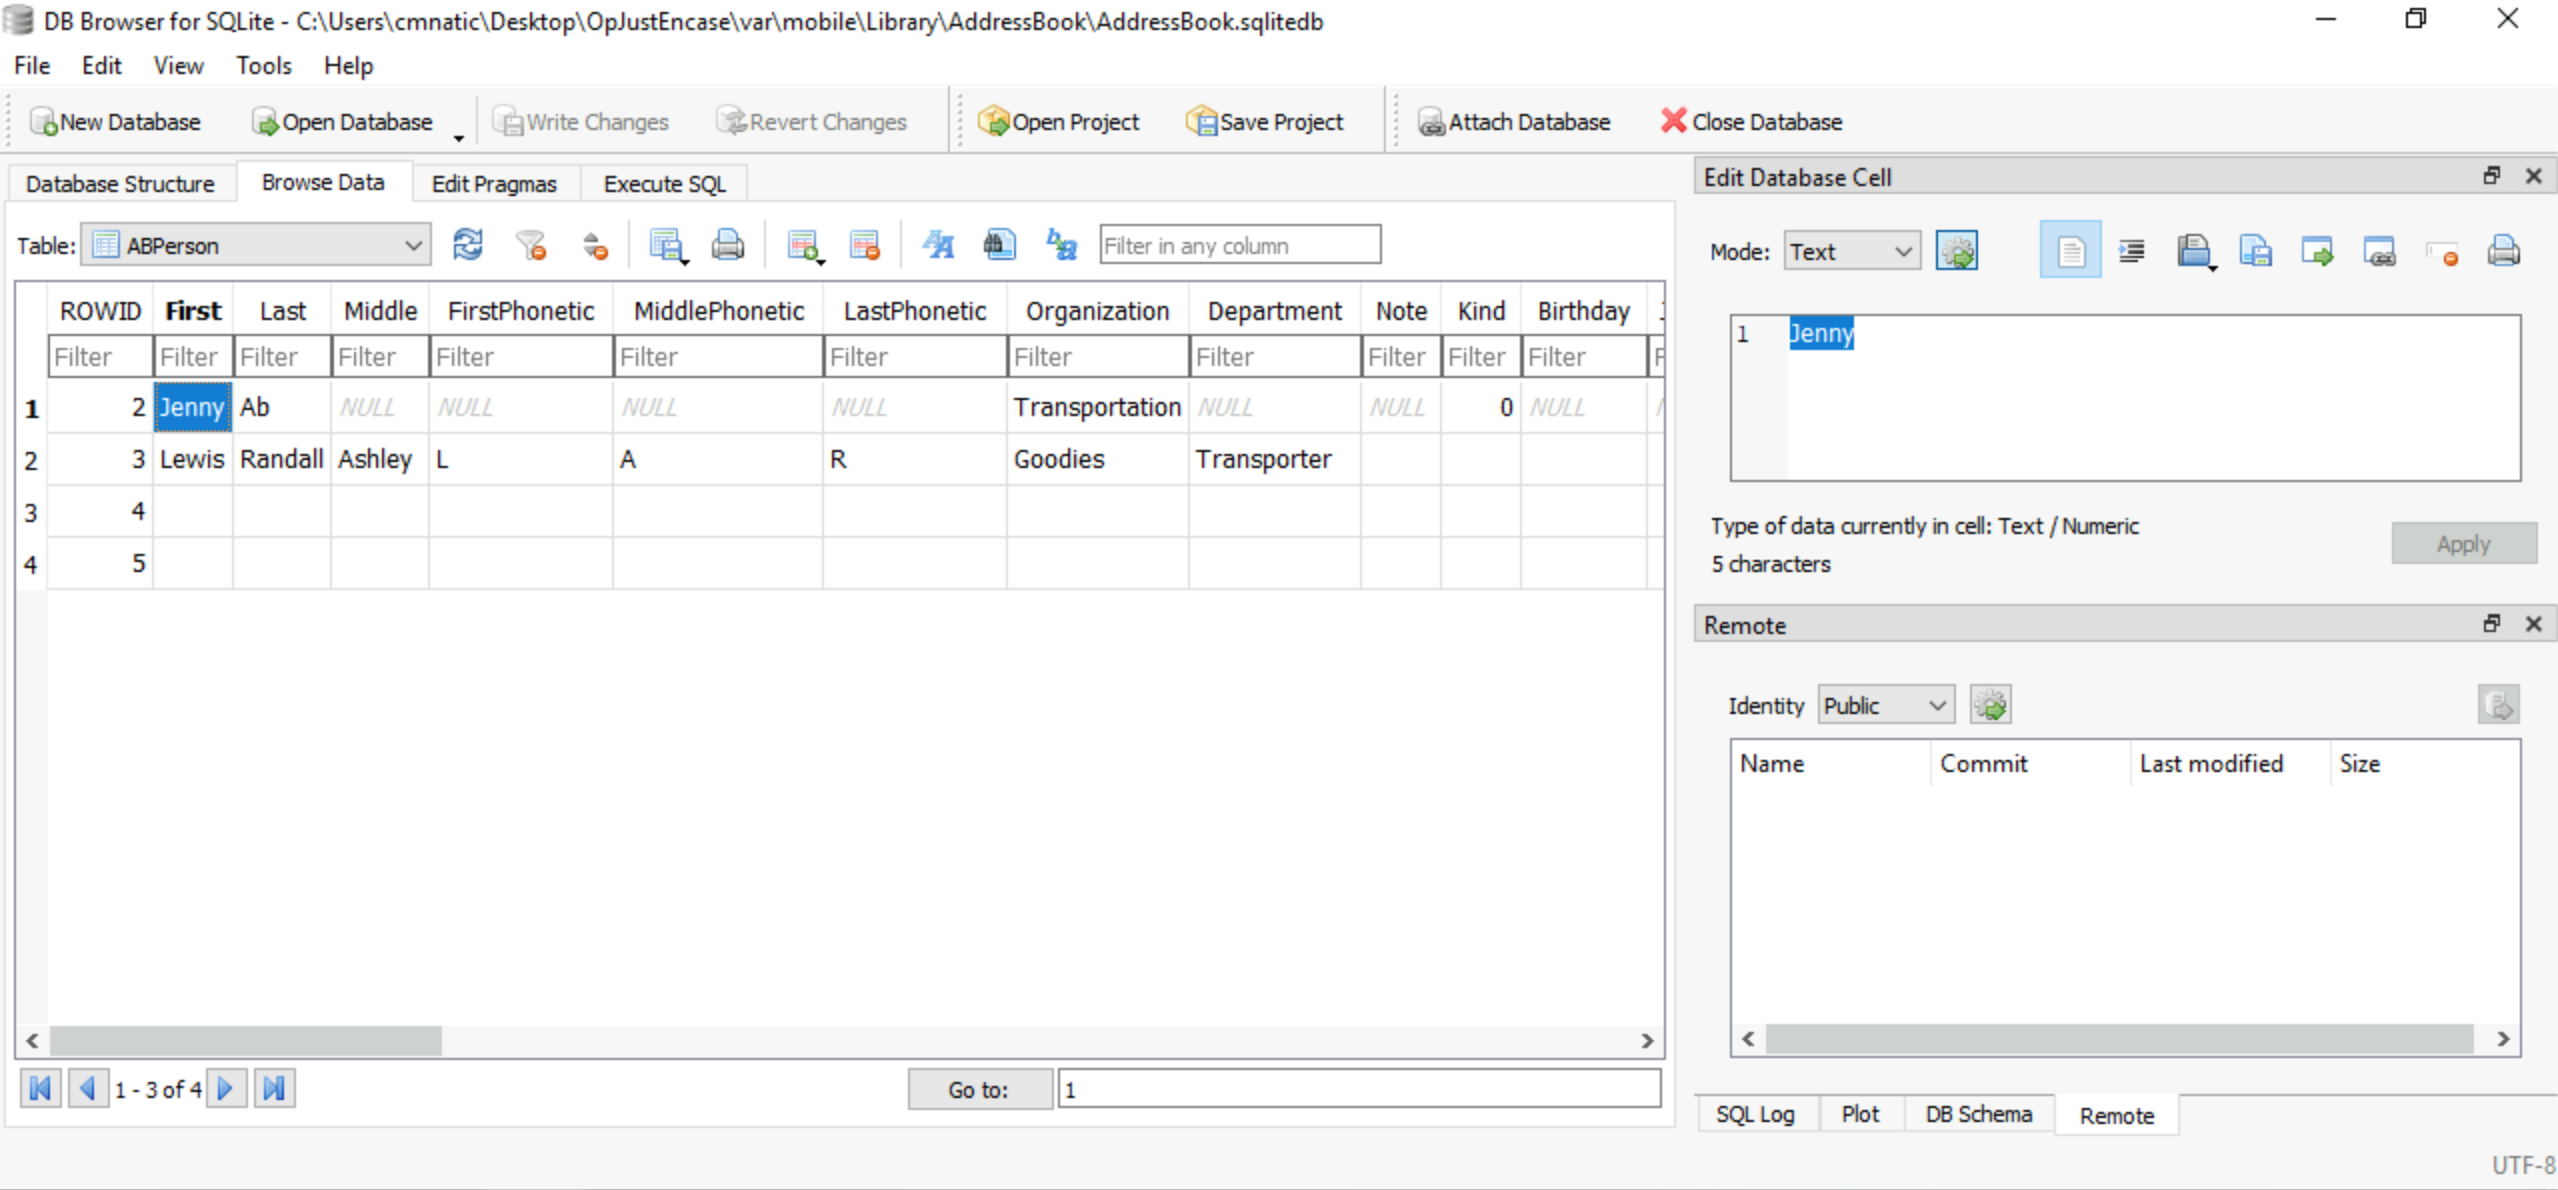 DB Browser for SQLite - C:\Users\cmnatic\Desktop\OpJustEncase\var\mobile\Library\AddressBook\AddressBook.sqlitedb
File Edit View Tools Help
New Database Open Database Write Changes Revert Changes Open Project Save Project Attach Database Close Database
Database Structure Browse Data Edit Pragmas Execute SQL
Table: ABPerson Filter in any column
ROWID First Last Middle FirstPhonetic MiddlePhonetic LastPhonetic Organization Department Note Kind Birthday
Filter Filter Filter Filter Filter Filter Filter Filter Filter Filter Filter Filter
1 2 Jenny Ab NULL NULL NULL NULL Transportation NULL NULL 0 NULL
2 3 Lewis Randall Ashley L A R Goodies Transporter
3 4
4 5
1 - 3 of 4 Go to: 1
Edit Database Cell
Mode: Text
1 Jenny
Type of data currently in cell: Text / Numeric
5 characters
Apply
Remote
Identity Public
Name Commit Last modified Size
SQL Log Plot DB Schema Remote
UTF-8